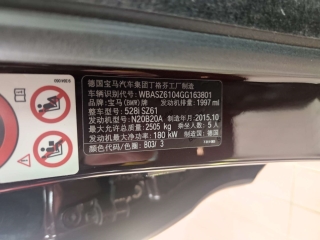 德国宝马汽车集团丁格芬工厂制造
车辆识别代号: WBASZ6104GG163801
品牌: 宝马(BMW)牌 发动机排量: 1997 ml
整车型号: 528i SZ61
发动机型号: N20B20A 制造年月: 2015.10
最大允许总质量: 2505 kg 乘坐人数: 5人
发动机最大净功率: 180 kW
颜色代码/色圈: B03/ 3